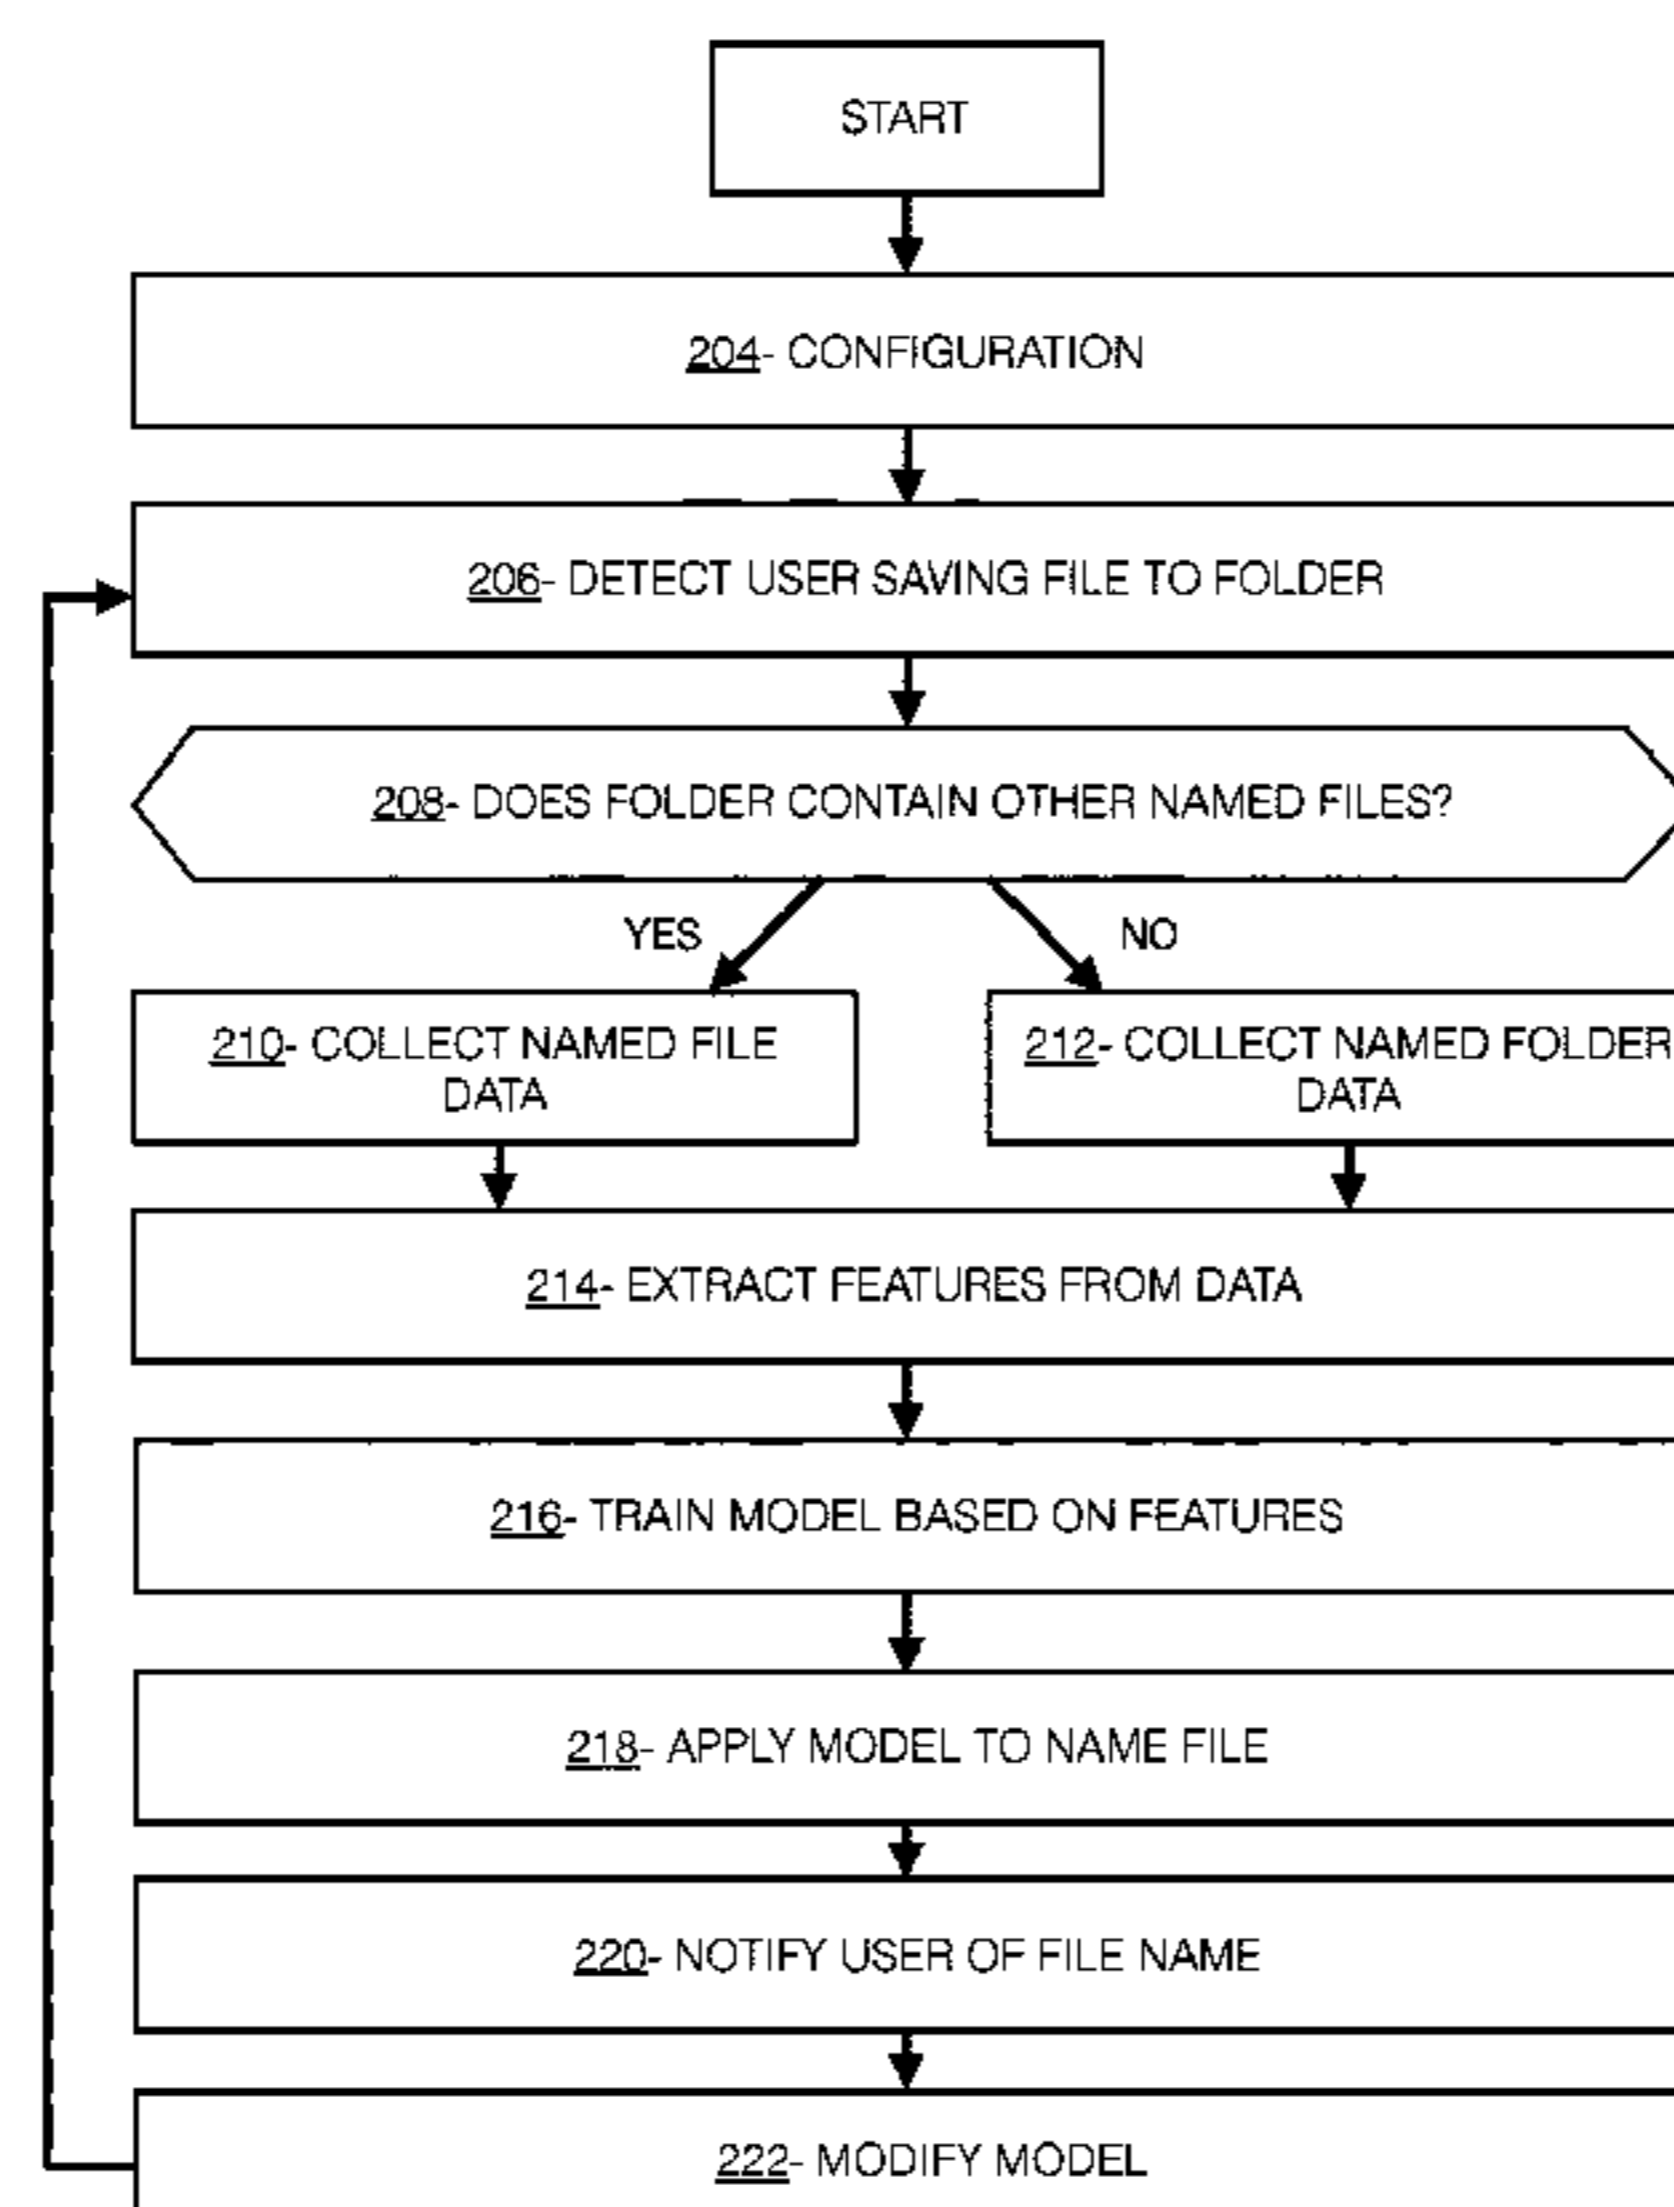 START
204- CONFIGURATION
206- DETECT USER SAVING FILE TO FOLDER
208- DOES FOLDER CONTAIN OTHER NAMED FILES?
YES
NO
210- COLLECT NAMED FILE
DATA
212- COLLECT NAMED FOLDER
DATA
214- EXTRACT FEATURES FROM DATA
216- TRAIN MODEL BASED ON FEATURES
218- APPLY MODEL TO NAME FILE
220- NOTIFY USER OF FILE NAME
222- MODIFY MODEL